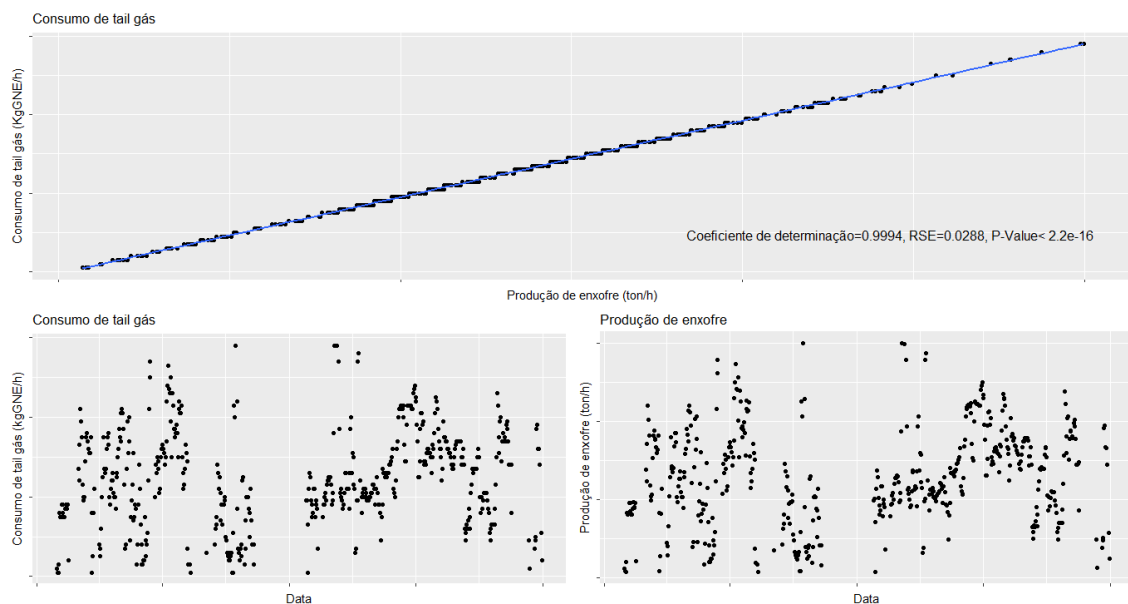 Consumo de tail gás
Consumo de tail gás (KgGNE/h)
Coeficiente de determinação=0.9994, RSE=0.0288, P-Value< 2.2e-16
Produção de enxofre (ton/h)
Consumo de tail gás
Consumo de tail gás (kgGNE/h)
Data
Produção de enxofre
Produção de enxofre (ton/h)
Data